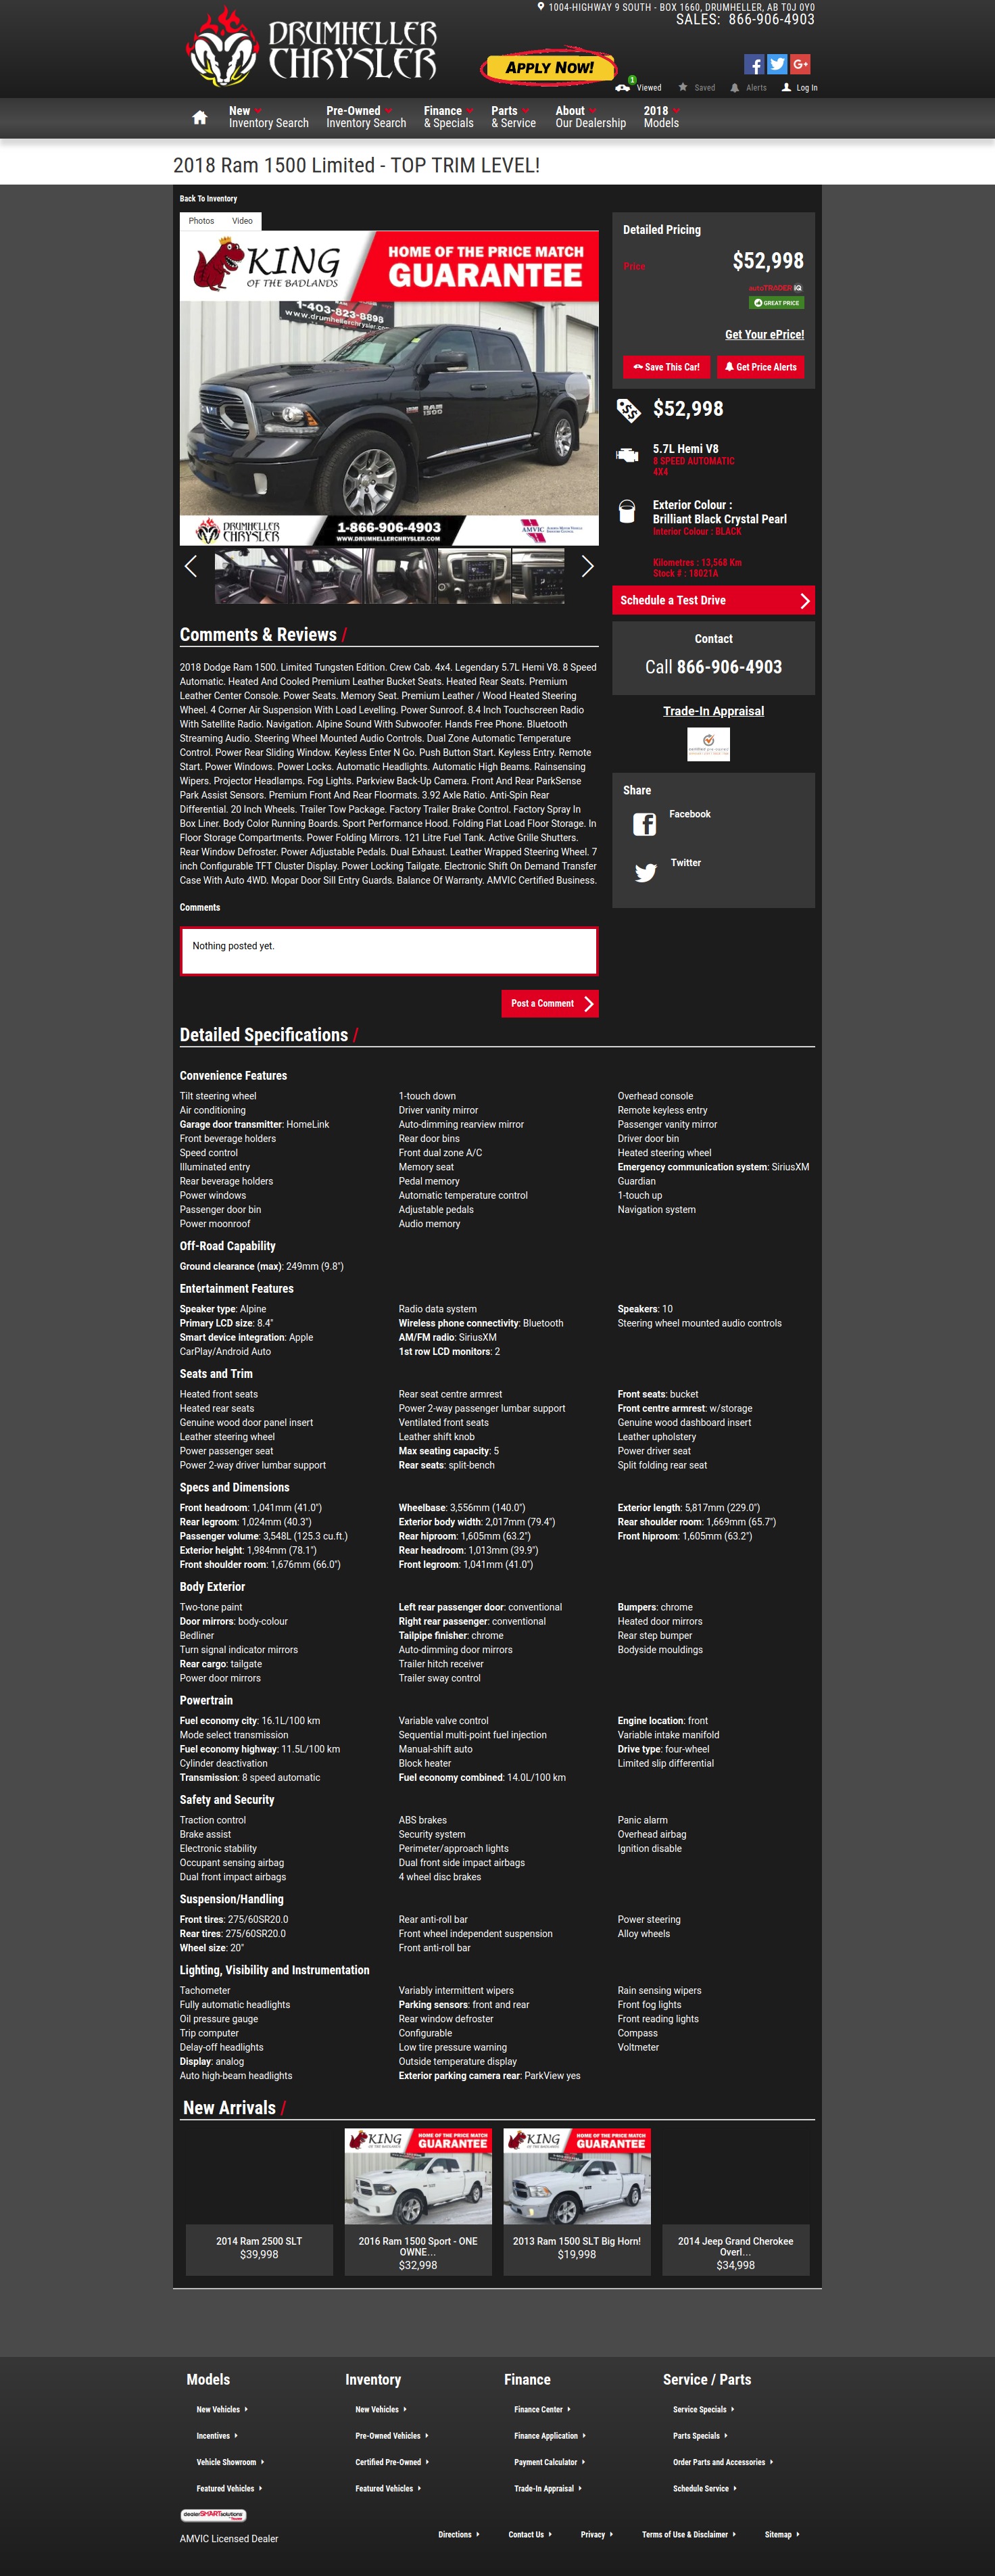 DRUMHELLER
CHRYSLER
1004-HIGHWAY 9 SOUTH - BOX 1660, DRUMHELLER, AB T0J 0Y0
SALES: 866-906-4903
APPLY NOW!
1
Viewed
Saved
Alerts
Log In
New
Inventory Search
Pre-Owned
Inventory Search
Finance
& Specials
Parts
& Service
About
Our Dealership
2018
Models
2018 Ram 1500 Limited - TOP TRIM LEVEL!
Back To Inventory
Photos
Video
KING
OF THE BADLANDS
HOME OF THE PRICE MATCH
GUARANTEE
1-403-823-8898
www.drumhellerchrysler.com
RAM
1500
DRUMHELLER
CHRYSLER
1-866-906-4903
WWW.DRUMHELLERCHRYSLER.COM
AMVIC
Detailed Pricing
Price
$52,998
autoTRADER IQ
GREAT PRICE
Get Your ePrice!
Save This Car!
Get Price Alerts
$52,998
5.7L Hemi V8
8 SPEED AUTOMATIC
4X4
Exterior Colour :
Brilliant Black Crystal Pearl
Interior Colour : BLACK
Kilometres : 13,568 Km
Stock # : 18021A
Schedule a Test Drive
Contact
Call 866-906-4903
Trade-In Appraisal
Share
Facebook
Twitter
Comments & Reviews /
2018 Dodge Ram 1500. Limited Tungsten Edition. Crew Cab. 4x4. Legendary 5.7L Hemi V8. 8 Speed
Automatic. Heated And Cooled Premium Leather Bucket Seats. Heated Rear Seats. Premium
Leather Center Console. Power Seats. Memory Seat. Premium Leather / Wood Heated Steering
Wheel. 4 Corner Air Suspension With Load Levelling. Power Sunroof. 8.4 Inch Touchscreen Radio
With Satellite Radio. Navigation. Alpine Sound With Subwoofer. Hands Free Phone. Bluetooth
Streaming Audio. Steering Wheel Mounted Audio Controls. Dual Zone Automatic Temperature
Control. Power Rear Sliding Window. Keyless Enter N Go. Push Button Start. Keyless Entry. Remote
Start. Power Windows. Power Locks. Automatic Headlights. Automatic High Beams. Rainsensing
Wipers. Projector Headlamps. Fog Lights. Parkview Back-Up Camera. Front And Rear ParkSense
Park Assist Sensors. Premium Front And Rear Floormats. 3.92 Axle Ratio. Anti-Spin Rear
Differential. 20 Inch Wheels. Trailer Tow Package. Factory Trailer Brake Control. Factory Spray In
Box Liner. Body Color Running Boards. Sport Performance Hood. Folding Flat Load Floor Storage. In
Floor Storage Compartments. Power Folding Mirrors. 121 Litre Fuel Tank. Active Grille Shutters.
Rear Window Defroster. Power Adjustable Pedals. Dual Exhaust. Leather Wrapped Steering Wheel. 7
inch Configurable TFT Cluster Display. Power Locking Tailgate. Electronic Shift On Demand Transfer
Case With Auto 4WD. Mopar Door Sill Entry Guards. Balance Of Warranty. AMVIC Certified Business.
Comments
Nothing posted yet.
Post a Comment
Detailed Specifications /
Convenience Features
Tilt steering wheel
Air conditioning
Garage door transmitter: HomeLink
Front beverage holders
Speed control
Illuminated entry
Rear beverage holders
Power windows
Passenger door bin
Power moonroof
1-touch down
Driver vanity mirror
Auto-dimming rearview mirror
Rear door bins
Front dual zone A/C
Memory seat
Pedal memory
Automatic temperature control
Adjustable pedals
Audio memory
Overhead console
Remote keyless entry
Passenger vanity mirror
Driver door bin
Heated steering wheel
Emergency communication system: SiriusXM
Guardian
1-touch up
Navigation system
Off-Road Capability
Ground clearance (max): 249mm (9.8")
Entertainment Features
Speaker type: Alpine
Primary LCD size: 8.4"
Smart device integration: Apple
CarPlay/Android Auto
Radio data system
Wireless phone connectivity: Bluetooth
AM/FM radio: SiriusXM
1st row LCD monitors: 2
Speakers: 10
Steering wheel mounted audio controls
Seats and Trim
Heated front seats
Heated rear seats
Genuine wood door panel insert
Leather steering wheel
Power passenger seat
Power 2-way driver lumbar support
Rear seat centre armrest
Power 2-way passenger lumbar support
Ventilated front seats
Leather shift knob
Max seating capacity: 5
Rear seats: split-bench
Front seats: bucket
Front centre armrest: w/storage
Genuine wood dashboard insert
Leather upholstery
Power driver seat
Split folding rear seat
Specs and Dimensions
Front headroom: 1,041mm (41.0")
Rear legroom: 1,024mm (40.3")
Passenger volume: 3,548L (125.3 cu.ft.)
Exterior height: 1,984mm (78.1")
Front shoulder room: 1,676mm (66.0")
Wheelbase: 3,556mm (140.0")
Exterior body width: 2,017mm (79.4")
Rear hiproom: 1,605mm (63.2")
Rear headroom: 1,013mm (39.9")
Front legroom: 1,041mm (41.0")
Exterior length: 5,817mm (229.0")
Rear shoulder room: 1,669mm (65.7")
Front hiproom: 1,605mm (63.2")
Body Exterior
Two-tone paint
Door mirrors: body-colour
Bedliner
Turn signal indicator mirrors
Rear cargo: tailgate
Power door mirrors
Left rear passenger door: conventional
Right rear passenger: conventional
Tailpipe finisher: chrome
Auto-dimming door mirrors
Trailer hitch receiver
Trailer sway control
Bumpers: chrome
Heated door mirrors
Rear step bumper
Bodyside mouldings
Powertrain
Fuel economy city: 16.1L/100 km
Mode select transmission
Fuel economy highway: 11.5L/100 km
Cylinder deactivation
Transmission: 8 speed automatic
Variable valve control
Sequential multi-point fuel injection
Manual-shift auto
Block heater
Fuel economy combined: 14.0L/100 km
Engine location: front
Variable intake manifold
Drive type: four-wheel
Limited slip differential
Safety and Security
Traction control
Brake assist
Electronic stability
Occupant sensing airbag
Dual front impact airbags
ABS brakes
Security system
Perimeter/approach lights
Dual front side impact airbags
4 wheel disc brakes
Panic alarm
Overhead airbag
Ignition disable
Suspension/Handling
Front tires: 275/60SR20.0
Rear tires: 275/60SR20.0
Wheel size: 20"
Rear anti-roll bar
Front wheel independent suspension
Front anti-roll bar
Power steering
Alloy wheels
Lighting, Visibility and Instrumentation
Tachometer
Fully automatic headlights
Oil pressure gauge
Trip computer
Delay-off headlights
Display: analog
Auto high-beam headlights
Variably intermittent wipers
Parking sensors: front and rear
Rear window defroster
Configurable
Low tire pressure warning
Outside temperature display
Exterior parking camera rear: ParkView yes
Rain sensing wipers
Front fog lights
Front reading lights
Compass
Voltmeter
New Arrivals /
2014 Ram 2500 SLT
$39,998
KING
OF THE BADLANDS
HOME OF THE PRICE MATCH
GUARANTEE
2016 Ram 1500 Sport - ONE
OWNE...
$32,998
KING
OF THE BADLANDS
HOME OF THE PRICE MATCH
GUARANTEE
2013 Ram 1500 SLT Big Horn!
$19,998
2014 Jeep Grand Cherokee
Overl...
$34,998
Models
New Vehicles
Incentives
Vehicle Showroom
Featured Vehicles
Inventory
New Vehicles
Pre-Owned Vehicles
Certified Pre-Owned
Featured Vehicles
Finance
Finance Center
Finance Application
Payment Calculator
Trade-In Appraisal
Service / Parts
Service Specials
Parts Specials
Order Parts and Accessories
Schedule Service
dealerSMARTsolutions
AMVIC Licensed Dealer
Directions
Contact Us
Privacy
Terms of Use & Disclaimer
Sitemap